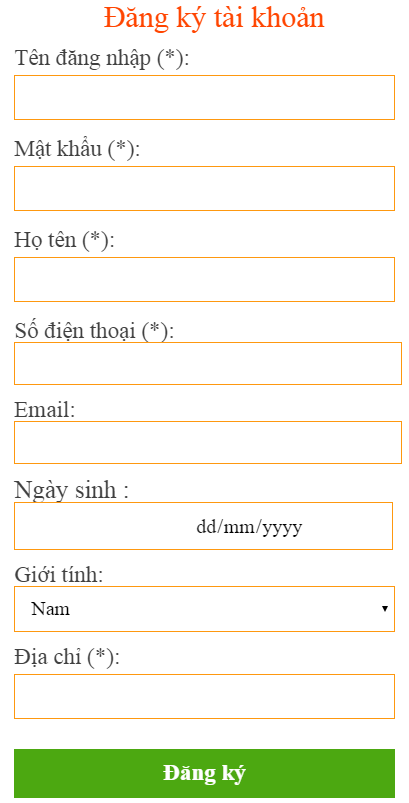 Đăng ký tài khoản
Tên đăng nhập (*):
Mật khẩu (*):
Họ tên (*):
Số điện thoại (*):
Email:
Ngày sinh :
dd/mm/yyyy
Giới tính:
Nam
Địa chỉ (*):
Đăng ký